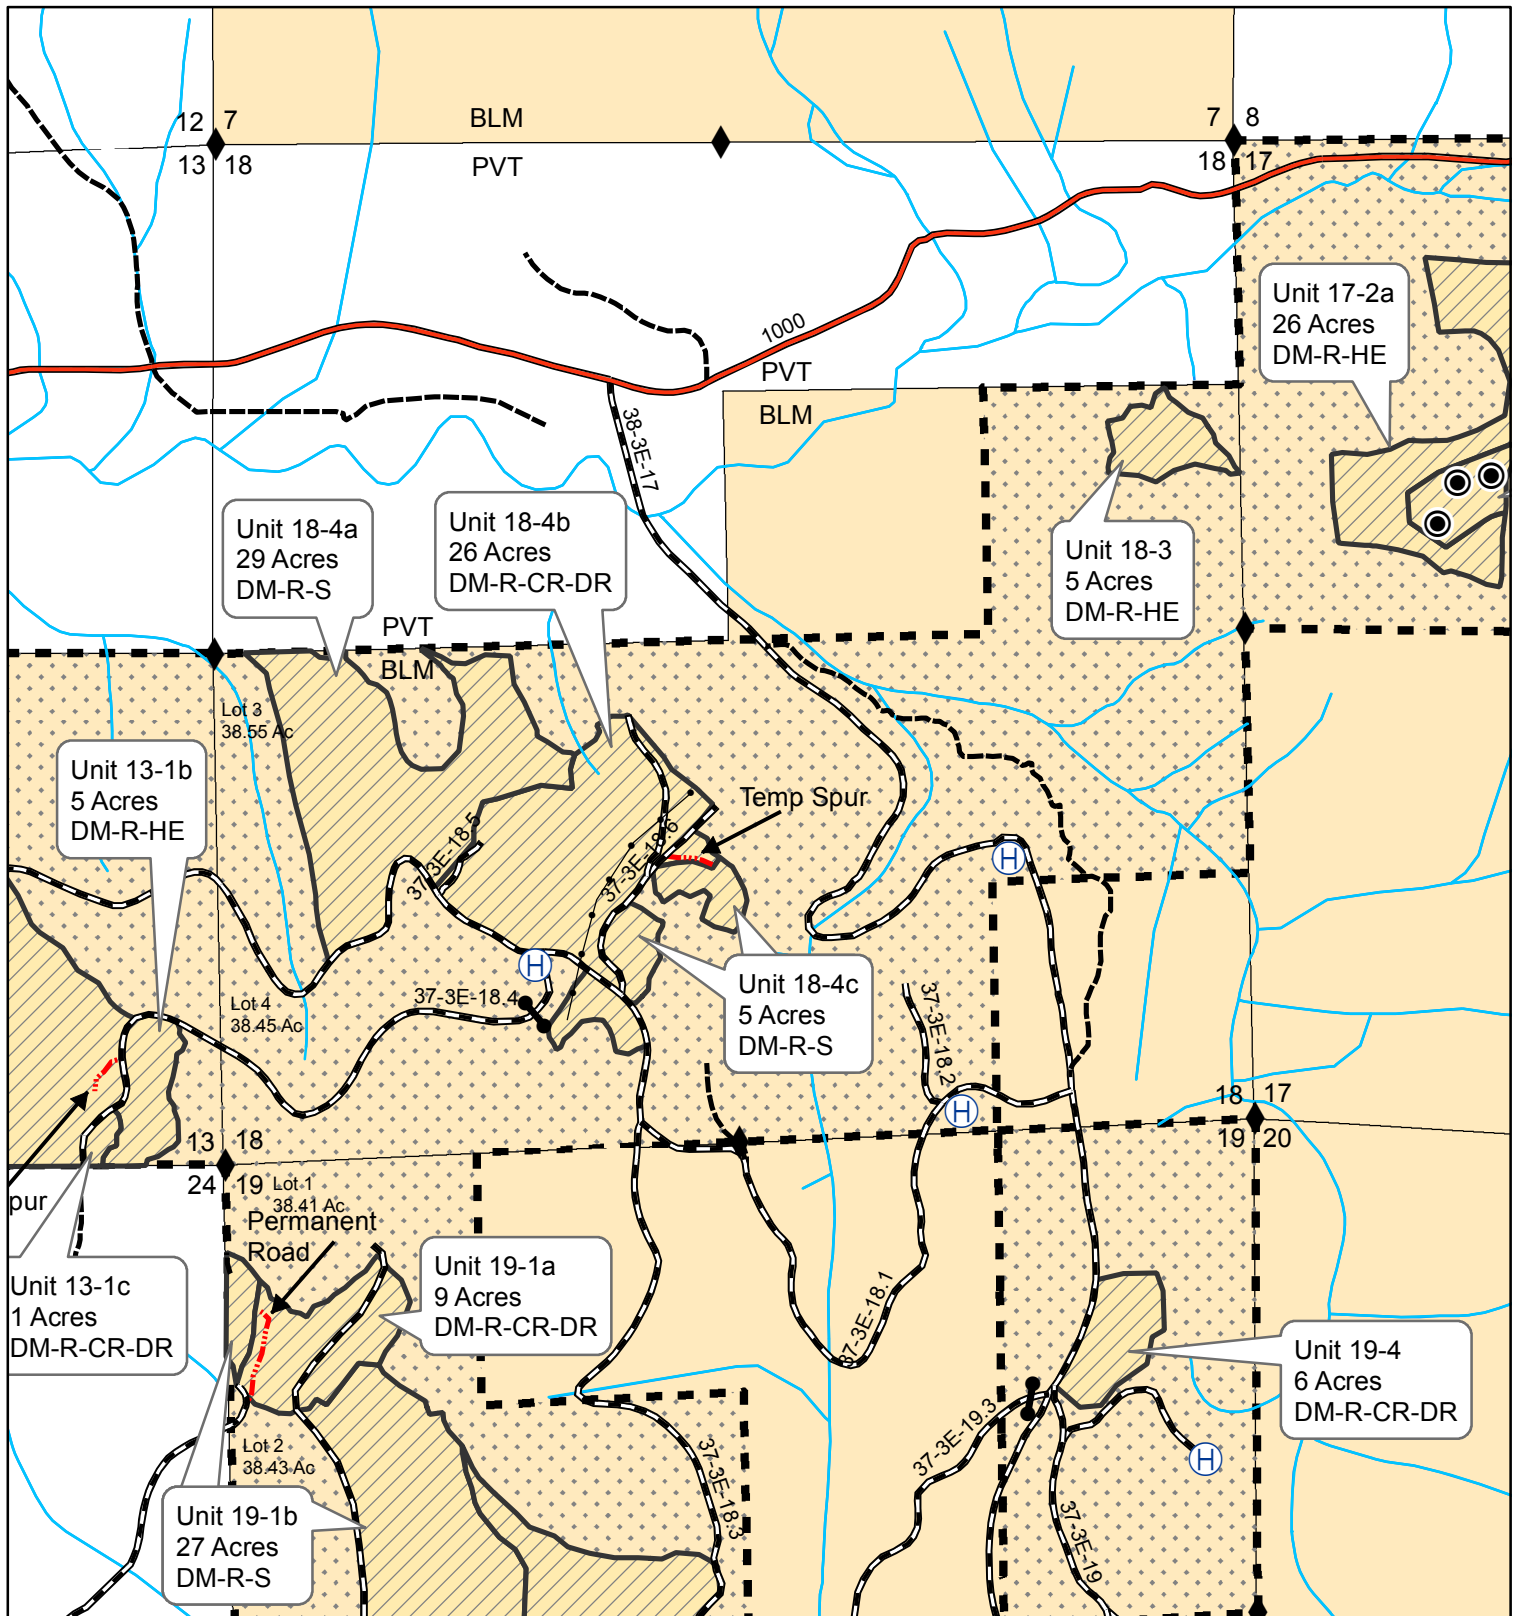 12
7
BLM
7
8
13
18
PVT
18
17
1000
PVT
BLM
Unit 17-2a
26 Acres
DM-R-HE
38-3E-17
Unit 18-4a
29 Acres
DM-R-S
Unit 18-4b
26 Acres
DM-R-CR-DR
Unit 18-3
5 Acres
DM-R-HE
PVT
BLM
Lot 3
38.55 Ac
Unit 13-1b
5 Acres
DM-R-HE
Temp Spur
37-3E-18.5
37-3E-18.6
H
H
Unit 18-4c
5 Acres
DM-R-S
37-3E-18.4
Lot 4
38.45 Ac
37-3E-18.2
H
18
17
19
20
13
18
24
19
Lot 1
38.41 Ac
pur
Permanent
Road
Unit 13-1c
1 Acres
DM-R-CR-DR
Unit 19-1a
9 Acres
DM-R-CR-DR
37-3E-18.1
Unit 19-4
6 Acres
DM-R-CR-DR
37-3E-19.3
Lot 2
38.43 Ac
H
37-3E-18.3
Unit 19-1b
27 Acres
DM-R-S
37-3E-19